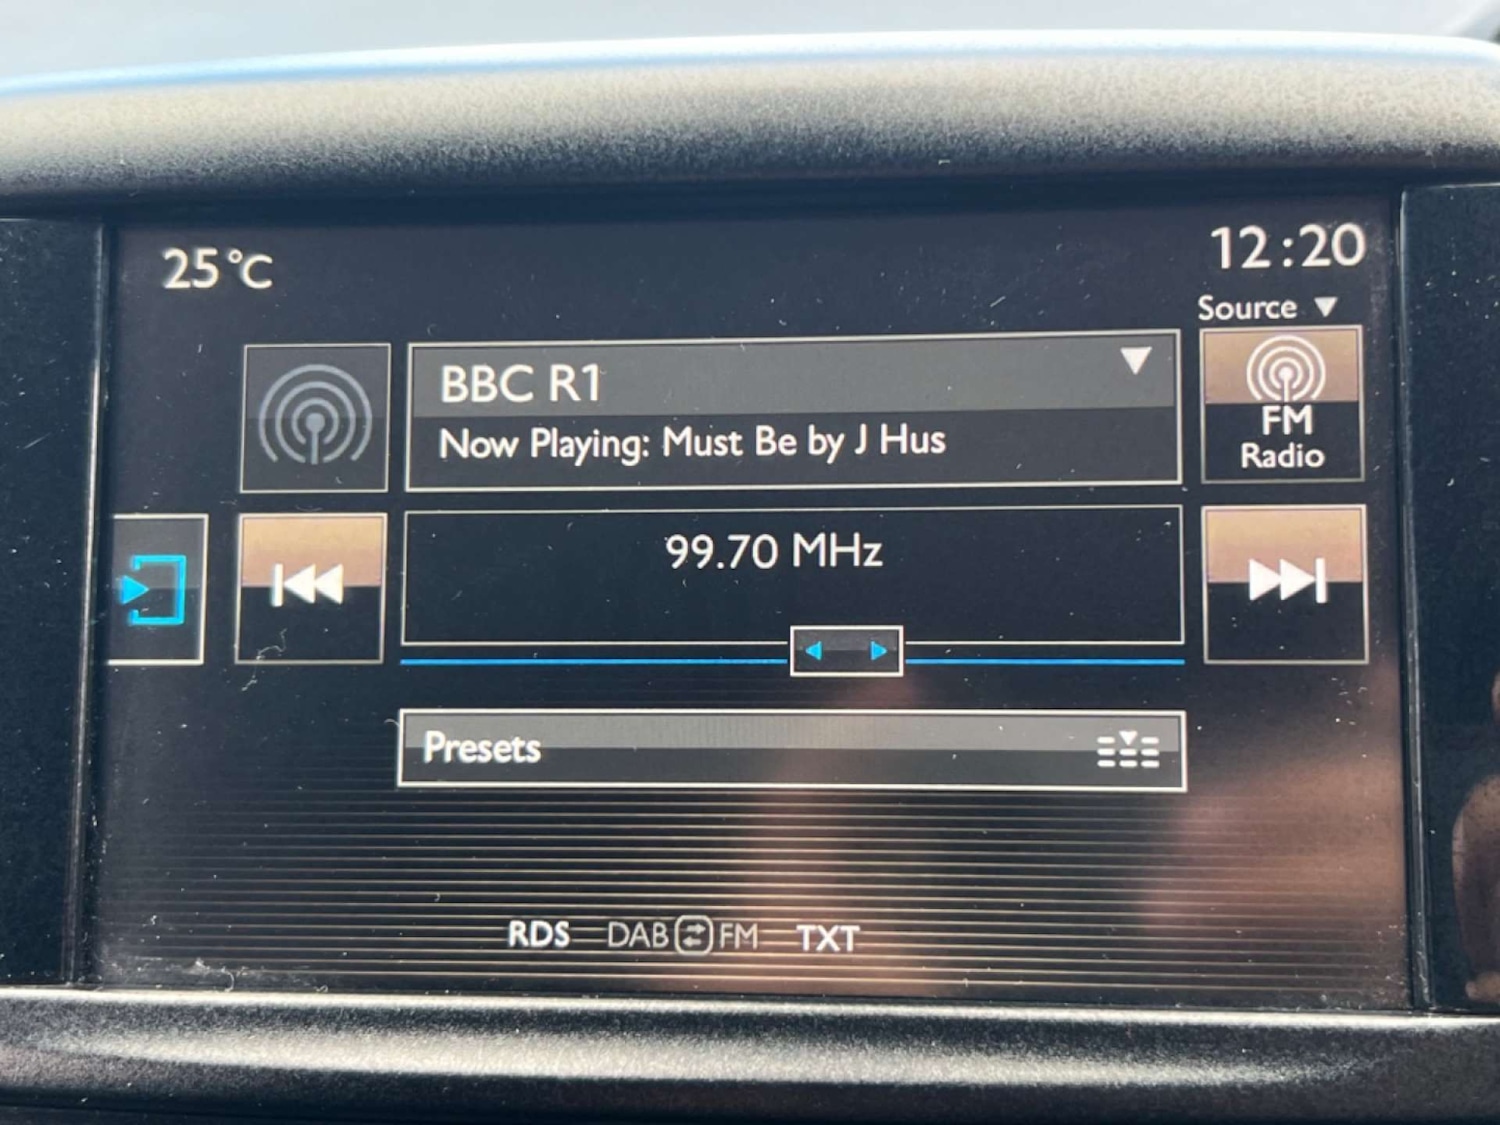 25°C
12:20
Source
BBC R1
Now Playing: Must Be by J Hus
FM
Radio
99.70 MHz
Presets
RDS DAB FM TXT